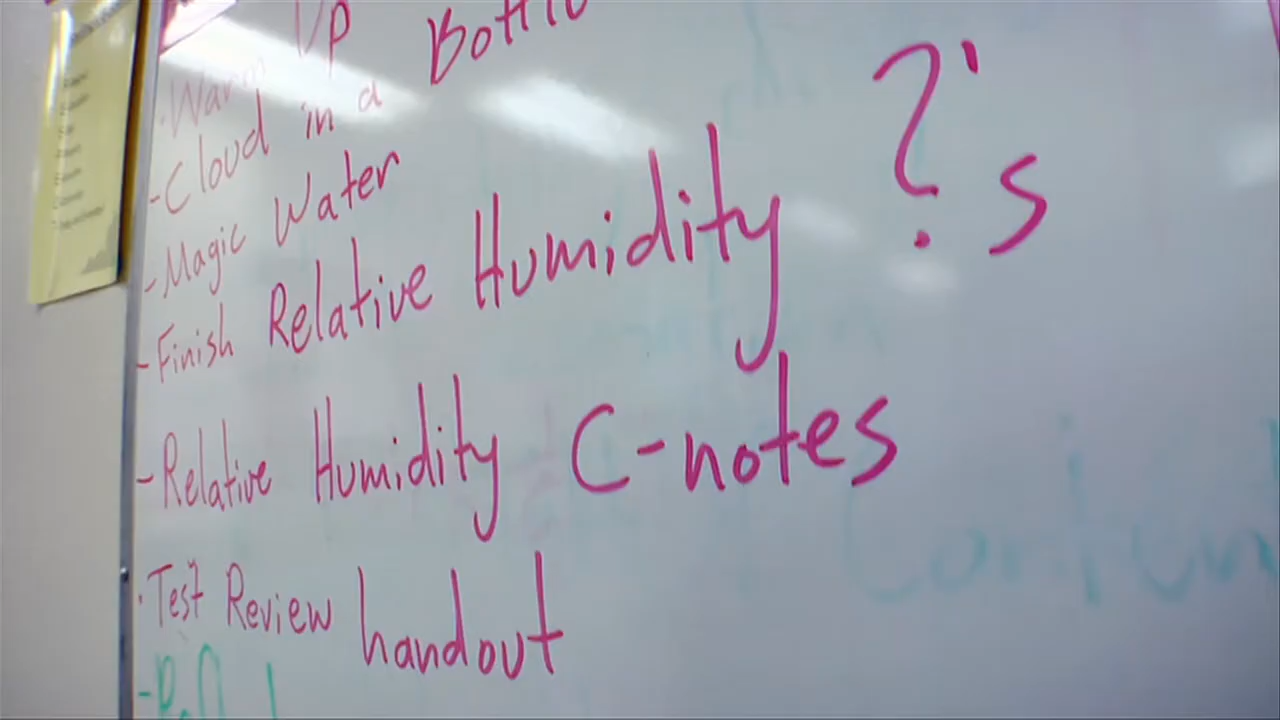 ·Warm Up
-Cloud in a Bottle
-Magic Water
-Finish Relative Humidity ?'s
-Relative Humidity C-notes
·Test Review handout